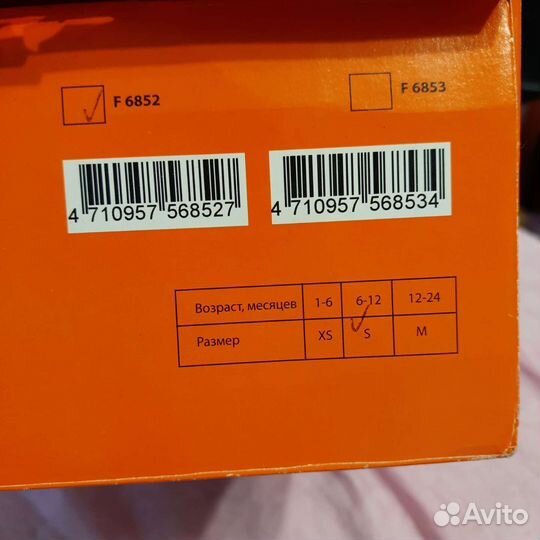 F 6852 F 6853
4 710957 568527 4 710957 568534
Возраст, месяцев 1-6 6-12 12-24
Размер XS S M
Avito